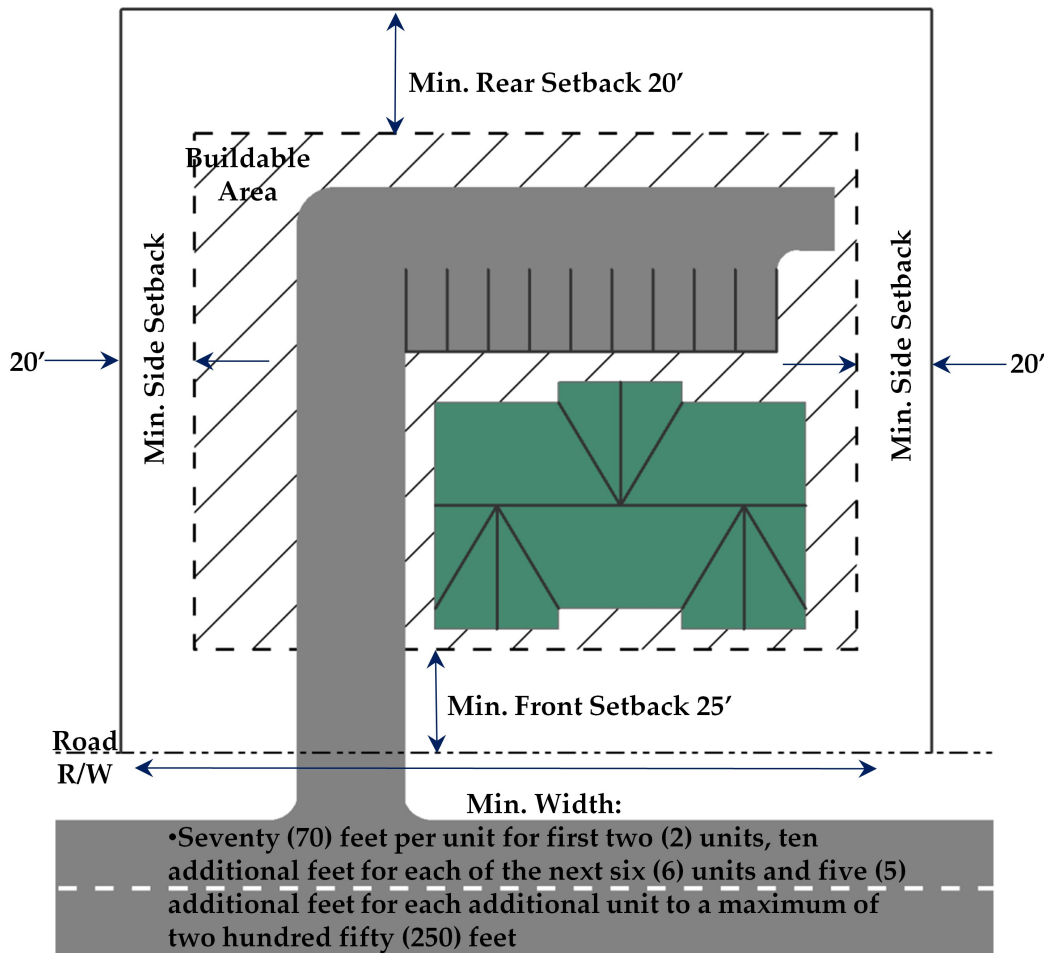 Min. Rear Setback 20’
Buildable
Area
Min. Side Setback
Min. Side Setback
20’
20’
Min. Front Setback 25’
Road
R/W
Min. Width:
•Seventy (70) feet per unit for first two (2) units, ten
additional feet for each of the next six (6) units and five (5)
additional feet for each additional unit to a maximum of
two hundred fifty (250) feet